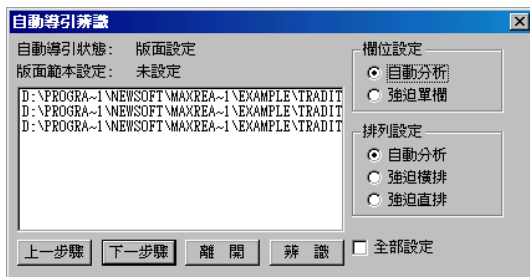 自動導引辨識
自動導引狀態： 版面設定
版面範本設定： 未設定
D:\PROGRA~1\NEWSOFT\MAXREA~1\EXAMPLE\TRADIT
D:\PROGRA~1\NEWSOFT\MAXREA~1\EXAMPLE\TRADIT
D:\PROGRA~1\NEWSOFT\MAXREA~1\EXAMPLE\TRADIT
欄位設定
自動分析
強迫單欄
排列設定
自動分析
強迫橫排
強迫直排
上一步驟 下一步驟 離 開 辨 識 全部設定